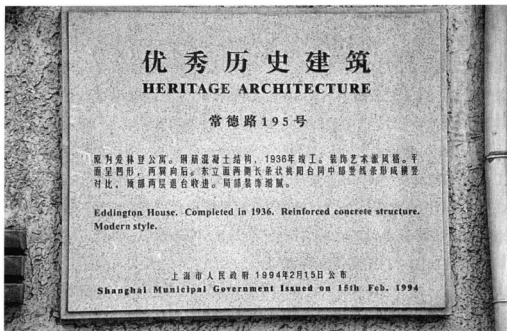 优秀历史建筑
HERITAGE ARCHITECTURE
常德路195号
原为爱林登公寓。钢筋混凝土结构，1936年竣工。装饰艺术派风格。平
面呈凹形，两翼向后。东立面两侧长条状挑阳台同中部竖线条形成横竖
对比，顶部两层退台收进。局部装饰细腻。
Eddington House. Completed in 1936. Reinforced concrete structure.
Modern style.
上海市人民政府 1994年2月15日公布
Shanghai Municipal Government Issued on 15th Feb. 1994